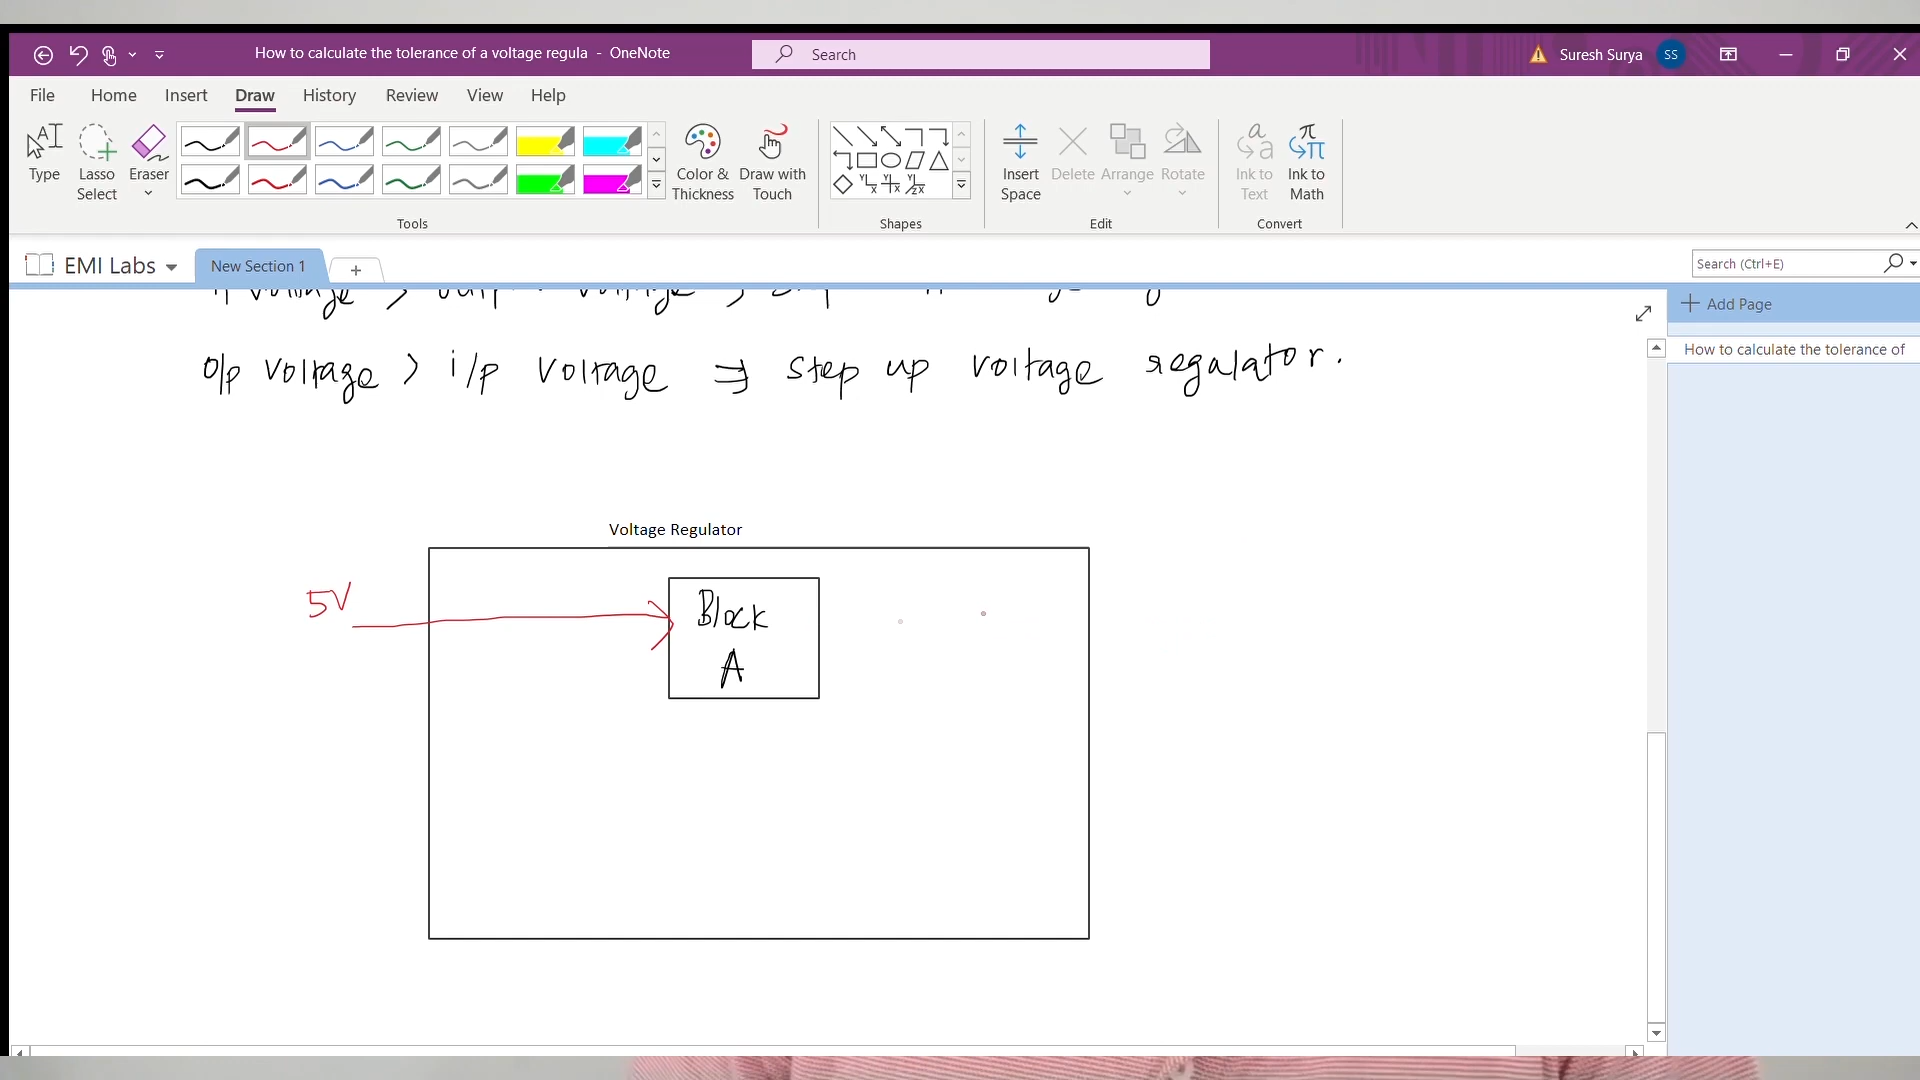 How to calculate the tolerance of a voltage regula - OneNote
Search
Suresh Surya SS
File Home Insert Draw History Review View Help
Type Lasso Select Eraser Color & Thickness Draw with Touch Insert Space Delete Arrange Rotate Ink to Text Ink to Math
Tools Shapes Edit Convert
EMI Labs New Section 1 + Search (Ctrl+E)
Add Page
How to calculate the tolerance of
voltage > voltage
o/p voltage > i/p voltage ⇒ step up voltage regalator.
Voltage Regulator
5V
Block
A